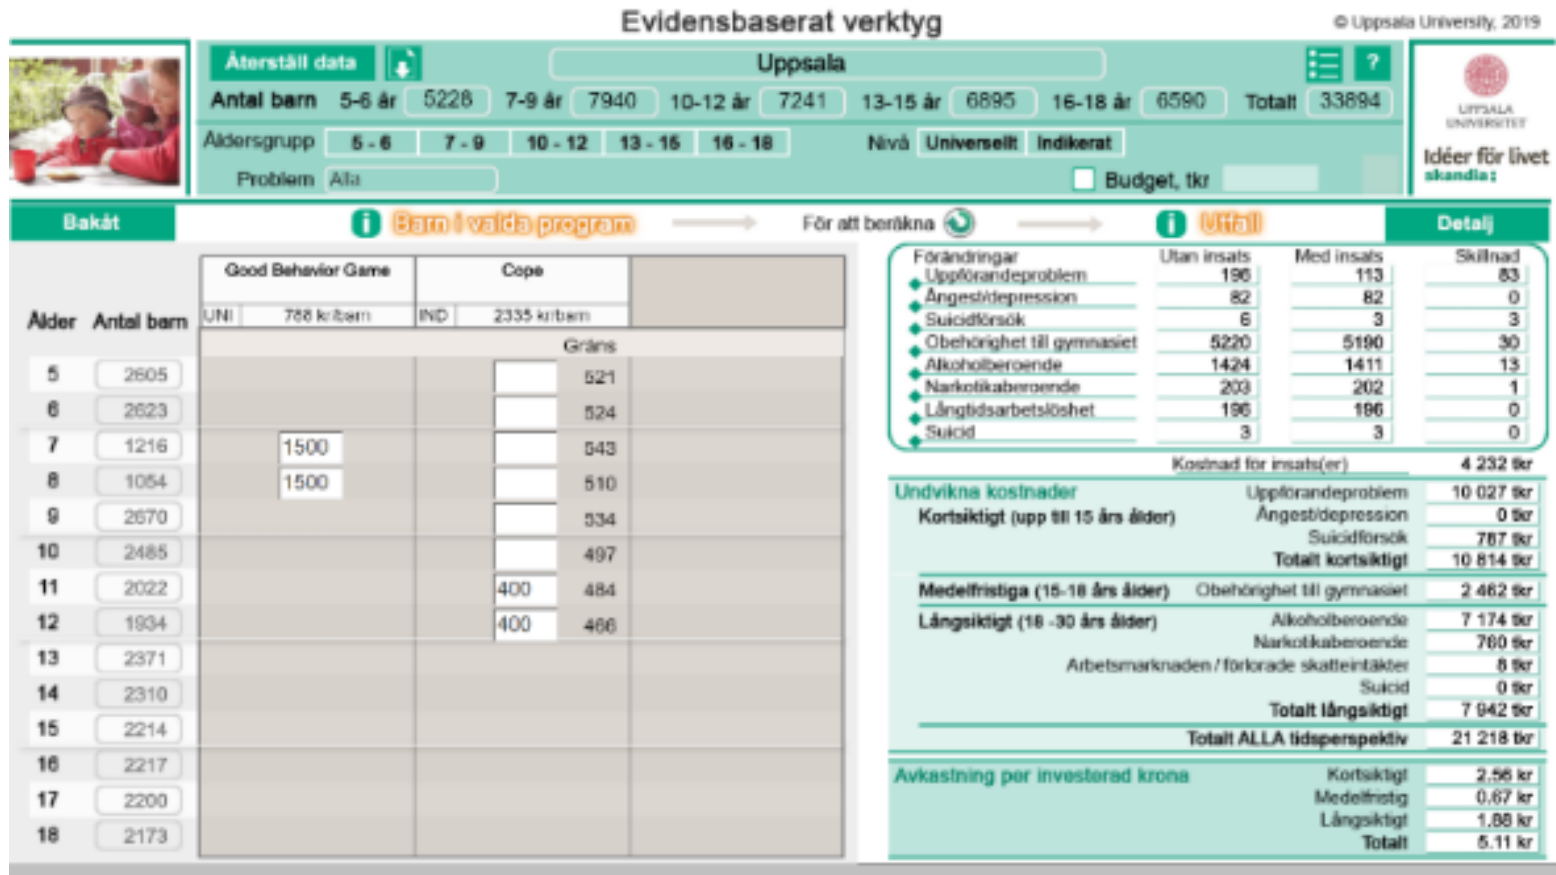 Evidensbaserat verktyg
© Uppsala University, 2019
Återställ data
Uppsala
?
Antal barn 5-6 år 5228 7-9 år 7940 10-12 år 7241 13-15 år 6895 16-18 år 6590 Totalt 33894
Åldersgrupp 5 - 6 7 - 9 10 - 12 13 - 15 16 - 18 Nivå Universellt Indikerat
Problem Alla
Budget, tkr
UPPSALA
UNIVERSITET
Idéer för livet
skandia:
Bakåt
i Barn i valda program
För att beräkna
i Utfall
Detalj
Ålder Antal barn
Good Behavior Game Cope
UNI 788 kr/barn IND 2335 kr/barn
Gräns
5 2605 521
6 2623 524
7 1216 1500 543
8 1054 1500 510
9 2670 534
10 2485 497
11 2022 400 484
12 1934 400 466
13 2371
14 2310
15 2214
16 2217
17 2200
18 2173
Förändringar Utan insats Med insats Skillnad
Uppförandeproblem 196 113 83
Ångest/depression 82 82 0
Suicidförsök 6 3 3
Obehörighet till gymnasiet 5220 5190 30
Alkoholberoende 1424 1411 13
Narkotikaberoende 203 202 1
Långtidsarbetslöshet 196 196 0
Suicid 3 3 0
Kostnad för insats(er) 4 232 tkr
Undvikna kostnader Uppförandeproblem 10 027 tkr
Kortsiktigt (upp till 15 års ålder) Ångest/depression 0 tkr
Suicidförsök 787 tkr
Totalt kortsiktigt 10 814 tkr
Medelfristiga (15-18 års ålder) Obehörighet till gymnasiet 2 462 tkr
Långsiktigt (18 -30 års ålder) Alkoholberoende 7 174 tkr
Narkotikaberoende 760 tkr
Arbetsmarknaden / förlorade skatteintäkter 8 tkr
Suicid 0 tkr
Totalt långsiktigt 7 942 tkr
Totalt ALLA tidsperspektiv 21 218 tkr
Avkastning per investerad krona Kortsiktigt 2.56 kr
Medelfristig 0.67 kr
Långsiktigt 1.88 kr
Totalt 5.11 kr